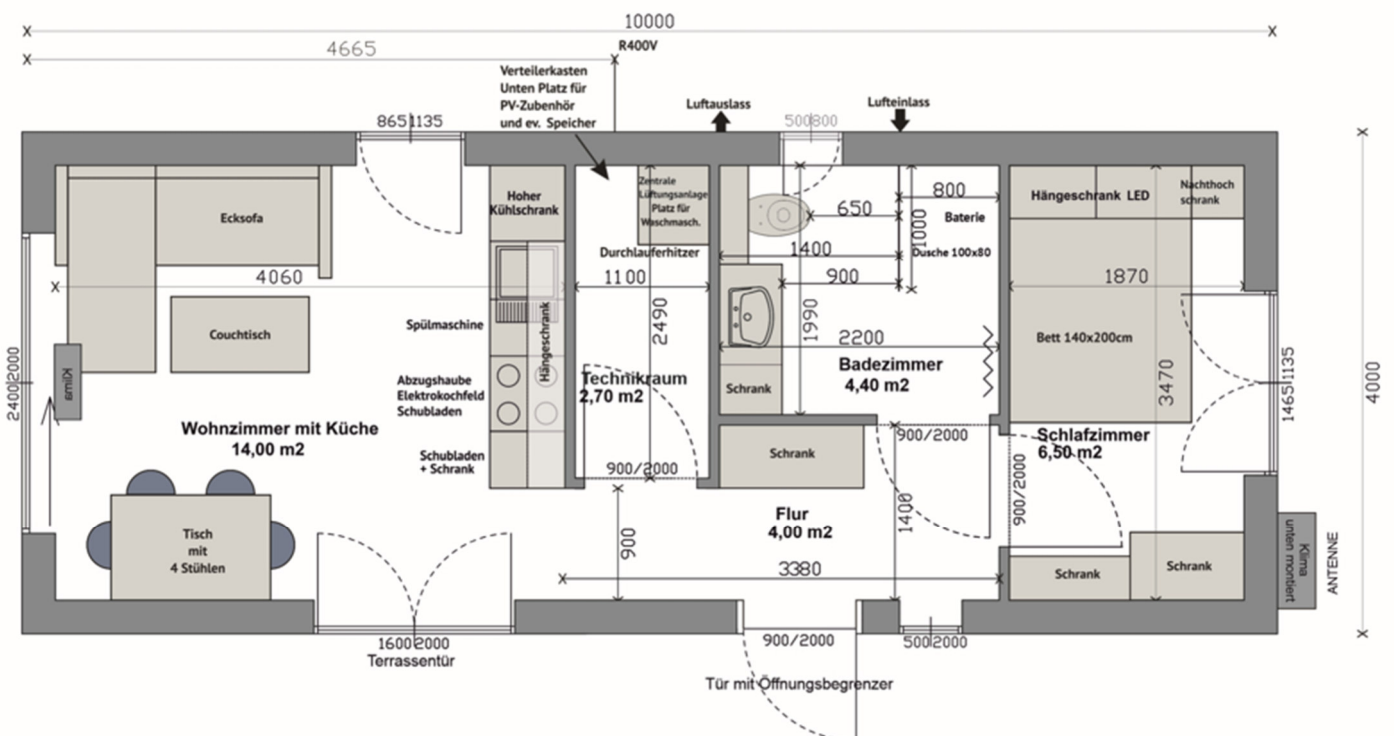 10000
4665
R400V
Verteilerkasten
Unten Platz für
PV-Zubenhör
und ev. Speicher
Luftauslass
Lufteinlass
865 1135
500 800
Ecksofa
Hoher
Kühlschrank
Zentrale
Lüftungsanlage
Platz für
Waschmasch.
Durchlauferhitzer
650
800
1000
Baterie
Dusche 100x80
1400
900
Hängeschrank LED
Nachthoch
schrank
4060
1100
1870
2490
1990
2200
Couchtisch
Spülmaschine
Hängeschrank
Bett 140x200cm
2400 2000
Klima
Abzugshaube
Elektrokochfeld
Schubladen
Technikraum
2,70 m2
Badezimmer
4,40 m2
Schrank
3470
1465 1135
4000
Wohnzimmer mit Küche
14,00 m2
Schubladen
+ Schrank
900/2000
Schrank
900/2000
Schlafzimmer
6,50 m2
900/2000
Tisch
mit
4 Stühlen
900
Flur
4,00 m2
1400
3380
Schrank
Schrank
Klima
unten montiert
ANTENNE
1600 2000
Terrassentür
900/2000
500 2000
Tür mit Öffnungsbegrenzer